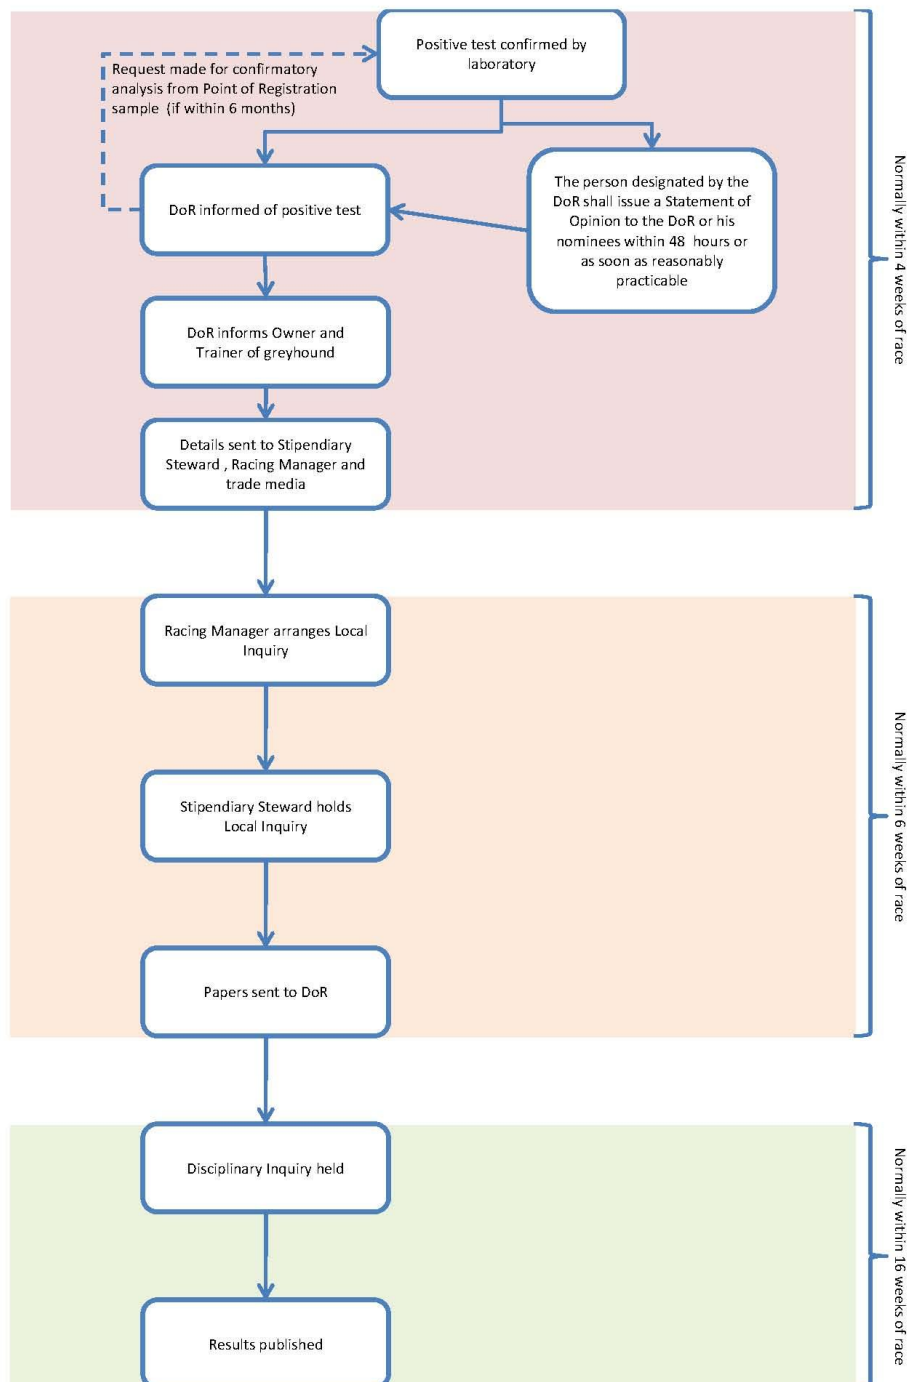 Positive test confirmed by
laboratory
Request made for confirmatory
analysis from Point of Registration
sample  (if within 6 months)
DoR informed of positive test
The person designated by the
DoR shall issue a Statement of
Opinion to the DoR or his
nominees within 48  hours or
as soon as reasonably
practicable
Normally within 4 weeks of race
DoR informs Owner and
Trainer of greyhound
Details sent to Stipendiary
Steward , Racing Manager and
trade media
Racing Manager arranges Local
Inquiry
Stipendiary Steward holds
Local Inquiry
Normally within 6 weeks of race
Papers sent to DoR
Disciplinary Inquiry held
Normally within 16 weeks of race
Results published